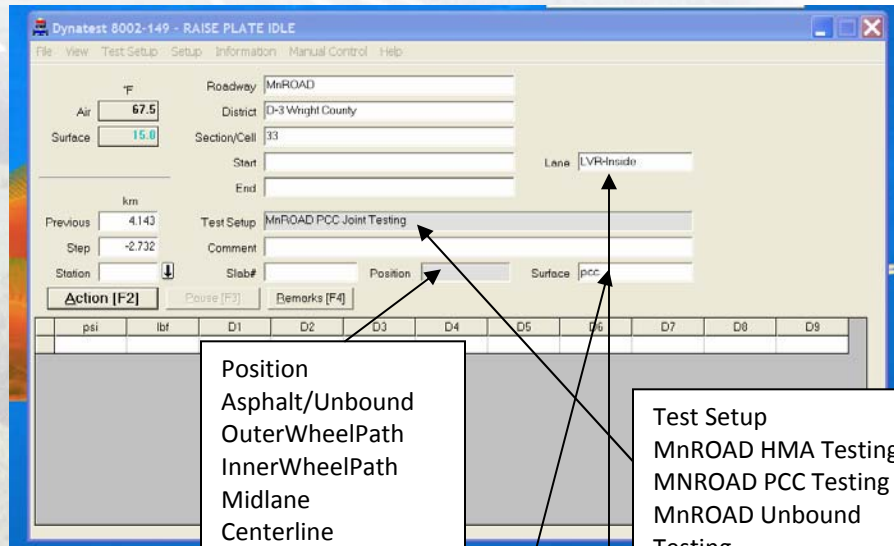 Dynatest 8002-149 - RAISE PLATE IDLE
File View Test Setup Setup Information Manual Control Help
°F
Air 67.5
Surface 15.0
Roadway MnROAD
District D-3 Wright County
Section/Cell 33
Start
Lane LVR-Inside
End
km
Previous 4.143
Test Setup MnROAD PCC Joint Testing
Step -2.732
Comment
Station
Slab#
Position
Surface pcc
Action [F2] Pause [F3] Remarks [F4]
psi lbf D1 D2 D3 D4 D5 D6 D7 D8 D9
Position
Asphalt/Unbound
OuterWheelPath
InnerWheelPath
Midlane
Centerline
Test Setup
MnROAD HMA Testing
MNROAD PCC Testing
MnROAD Unbound
Testing